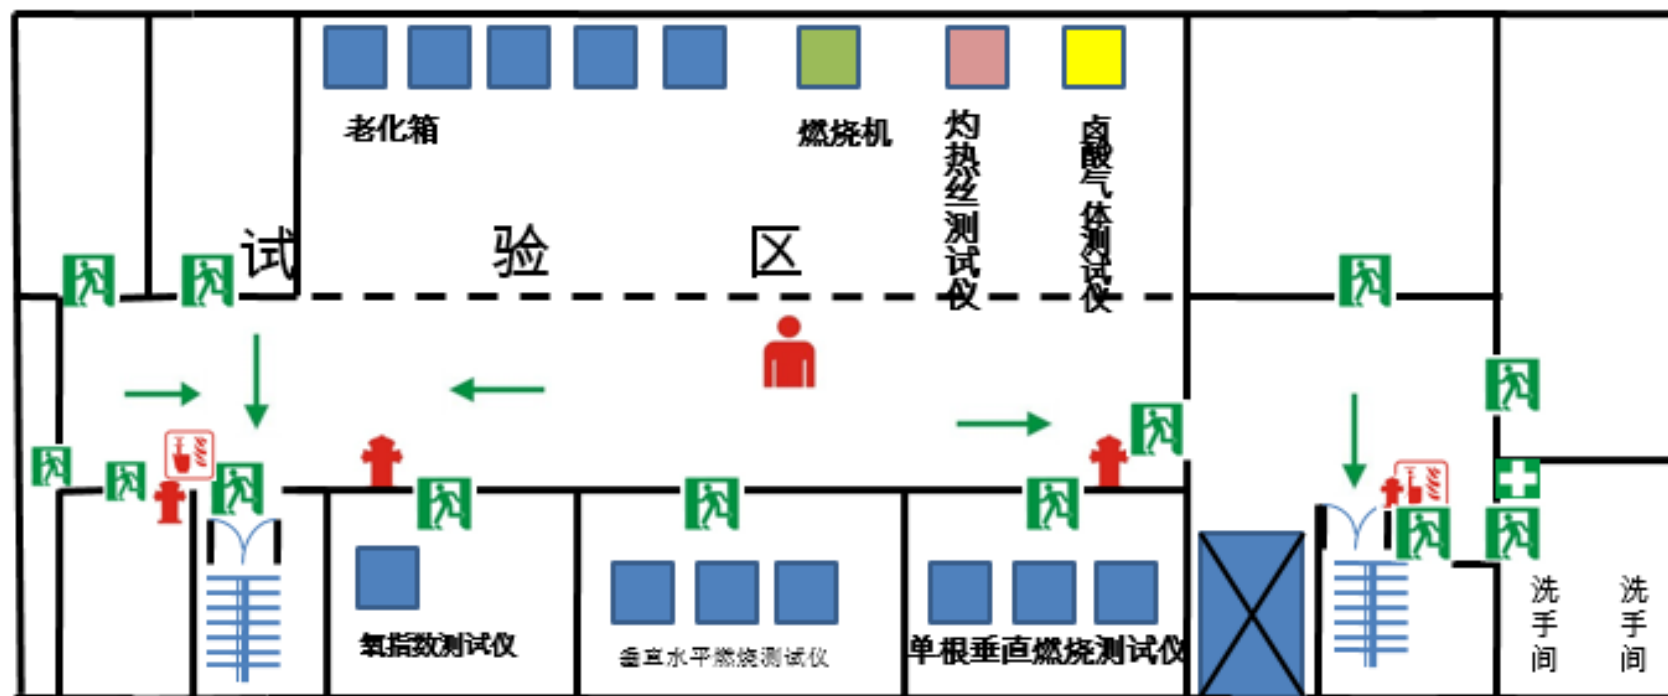 老化箱
燃烧机
灼热丝测试仪
卤酸气体测试仪
试验区
氧指数测试仪
垂直水平燃烧测试仪
单根垂直燃烧测试仪
洗手间
洗手间